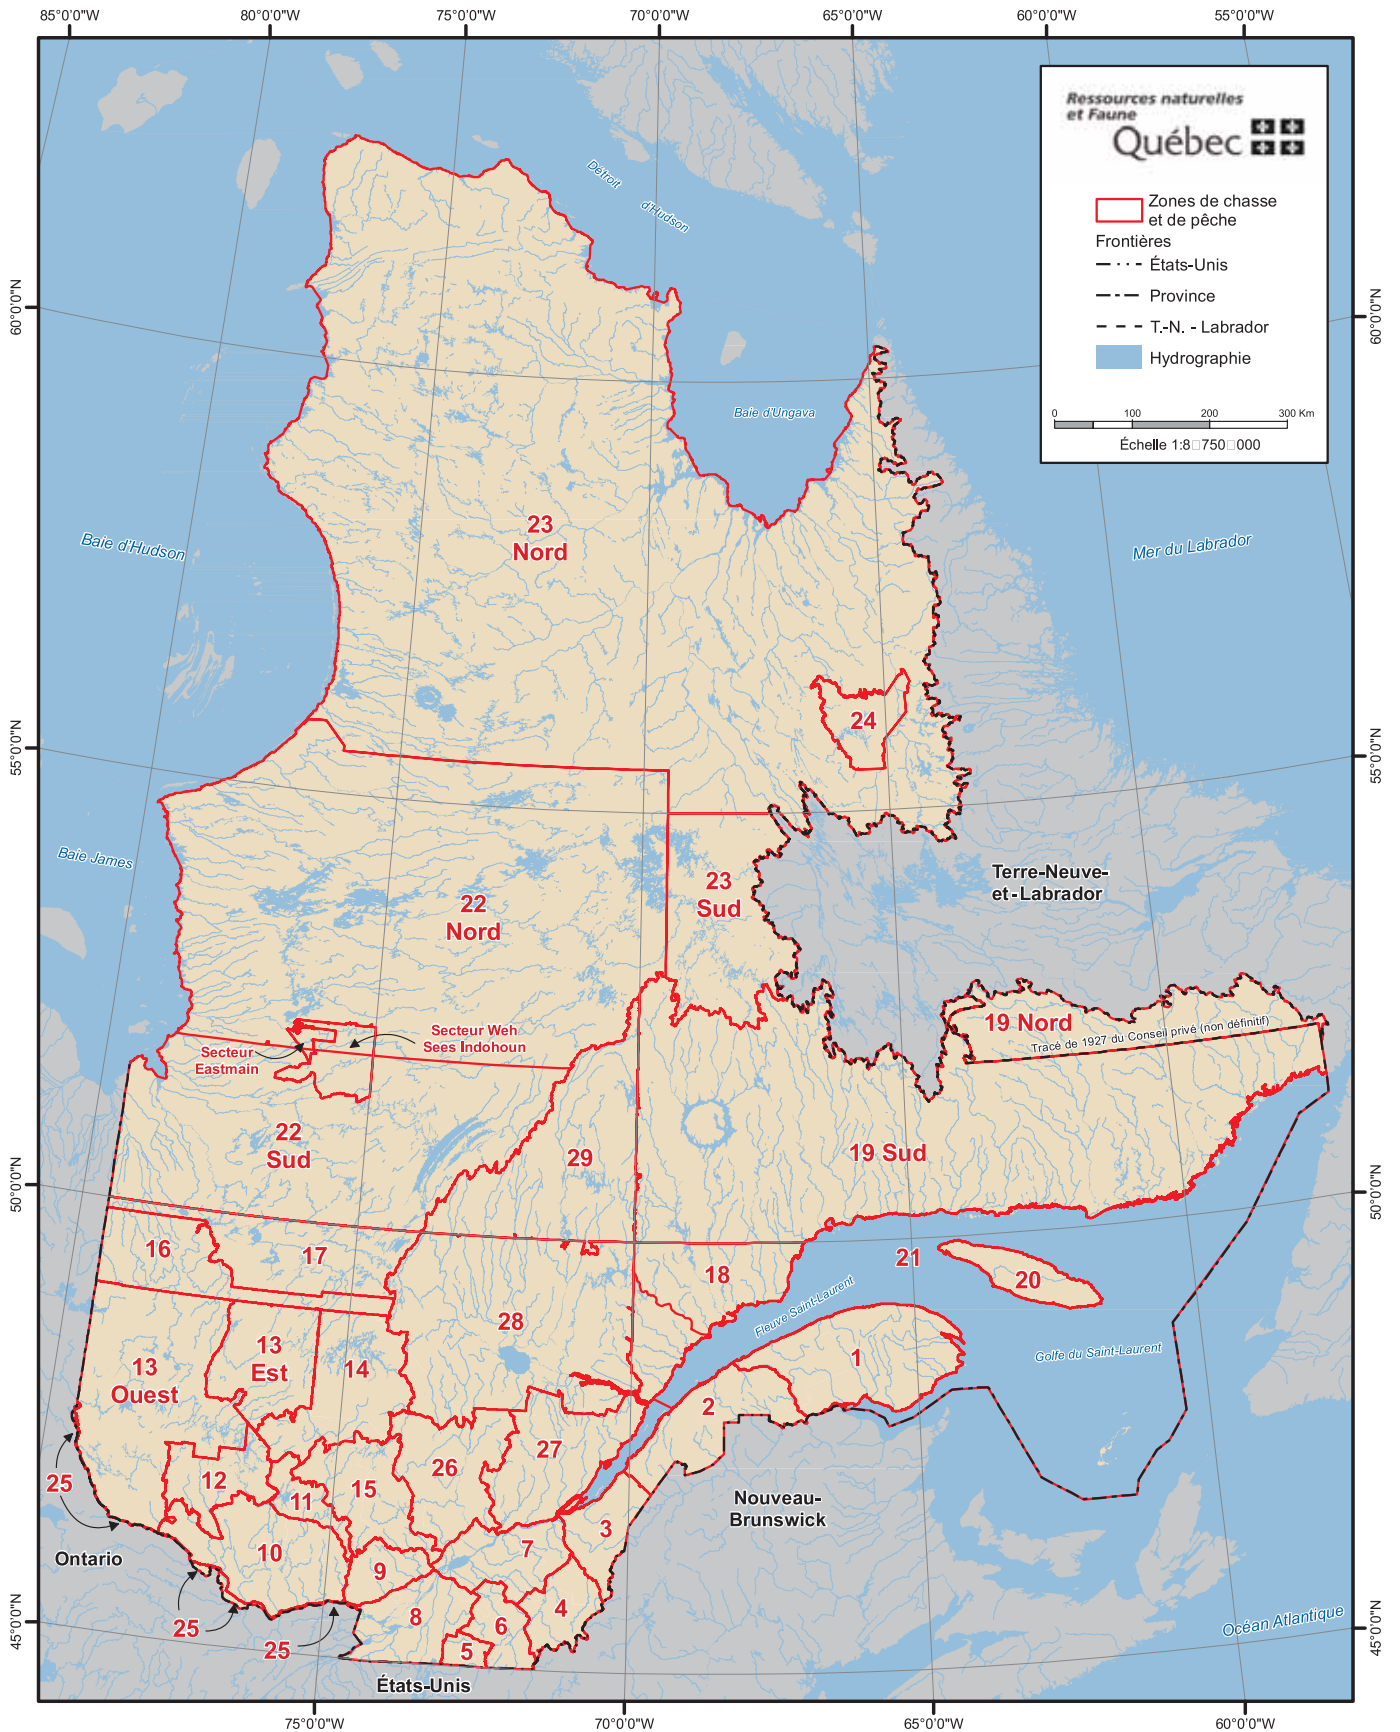 85°0'0"W
80°0'0"W
75°0'0"W
70°0'0"W
65°0'0"W
60°0'0"W
55°0'0"W
Ressources naturelles
et Faune
Québec
Zones de chasse
et de pêche
Frontières
États-Unis
Province
T.-N. - Labrador
Hydrographie
0 100 200 300 Km
Échelle 1:8□750□000
60°0'0"N
60°0'0"N
Détroit
d'Hudson
Baie d'Ungava
23
Nord
Baie d'Hudson
Mer du Labrador
24
55°0'0"N
55°0'0"N
Baie James
Terre-Neuve-
et-Labrador
23
Sud
22
Nord
19 Nord
Tracé de 1927 du Conseil privé (non définitif)
Secteur Weh
Sees Indohoun
Secteur
Eastmain
22
Sud
29
19 Sud
50°0'0"N
50°0'0"N
16
17
18
21
20
Fleuve Saint-Laurent
28
Golfe du Saint-Laurent
13
Ouest
13
Est
14
1
2
27
26
25
12
11
15
Nouveau-
Brunswick
3
7
Ontario
10
9
8
6
4
5
25
25
Océan Atlantique
45°0'0"N
45°0'0"N
États-Unis
75°0'0"W
70°0'0"W
65°0'0"W
60°0'0"W